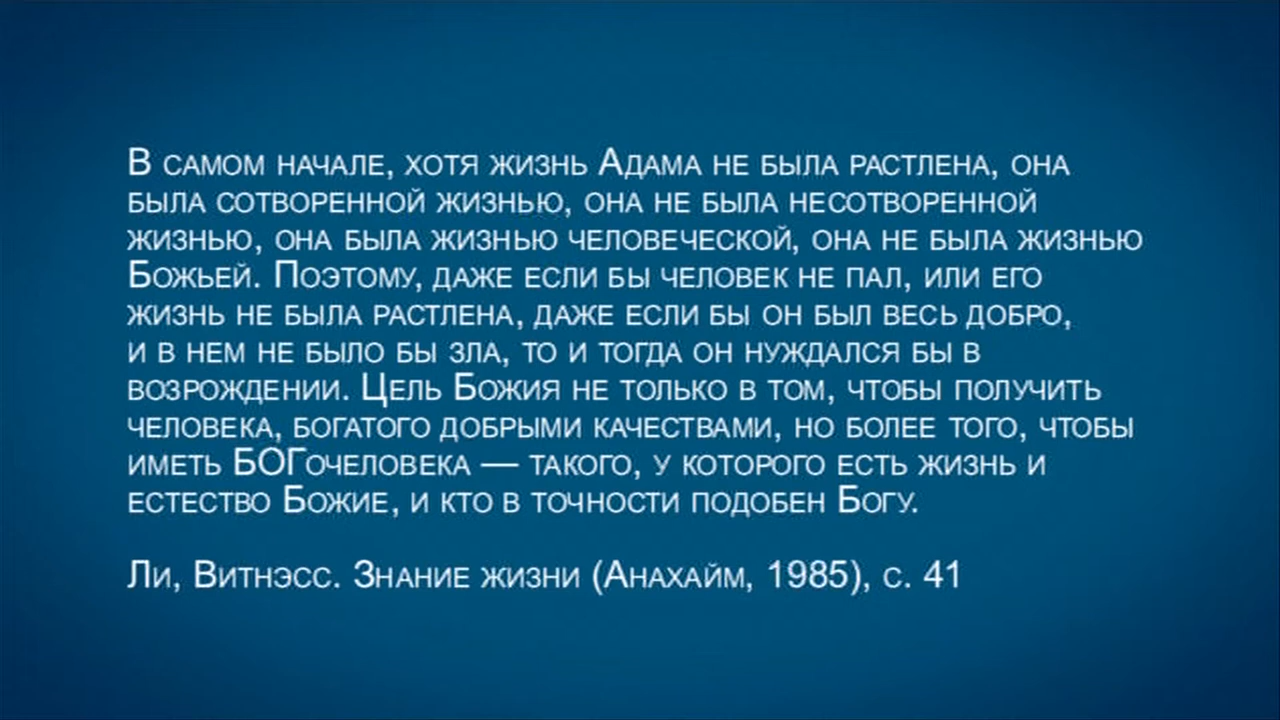 В самом начале, хотя жизнь Адама не была растлена, она
была сотворенной жизнью, она не была несотворенной
жизнью, она была жизнью человеческой, она не была жизнью
Божьей. Поэтому, даже если бы человек не пал, или его
жизнь не была растлена, даже если бы он был весь добро,
и в нем не было бы зла, то и тогда он нуждался бы в
возрождении. Цель Божия не только в том, чтобы получить
человека, богатого добрыми качествами, но более того, чтобы
иметь БОГочеловека — такого, у которого есть жизнь и
естество Божие, и кто в точности подобен Богу.
Ли, Витнэсс. Знание жизни (Анахайм, 1985), с. 41